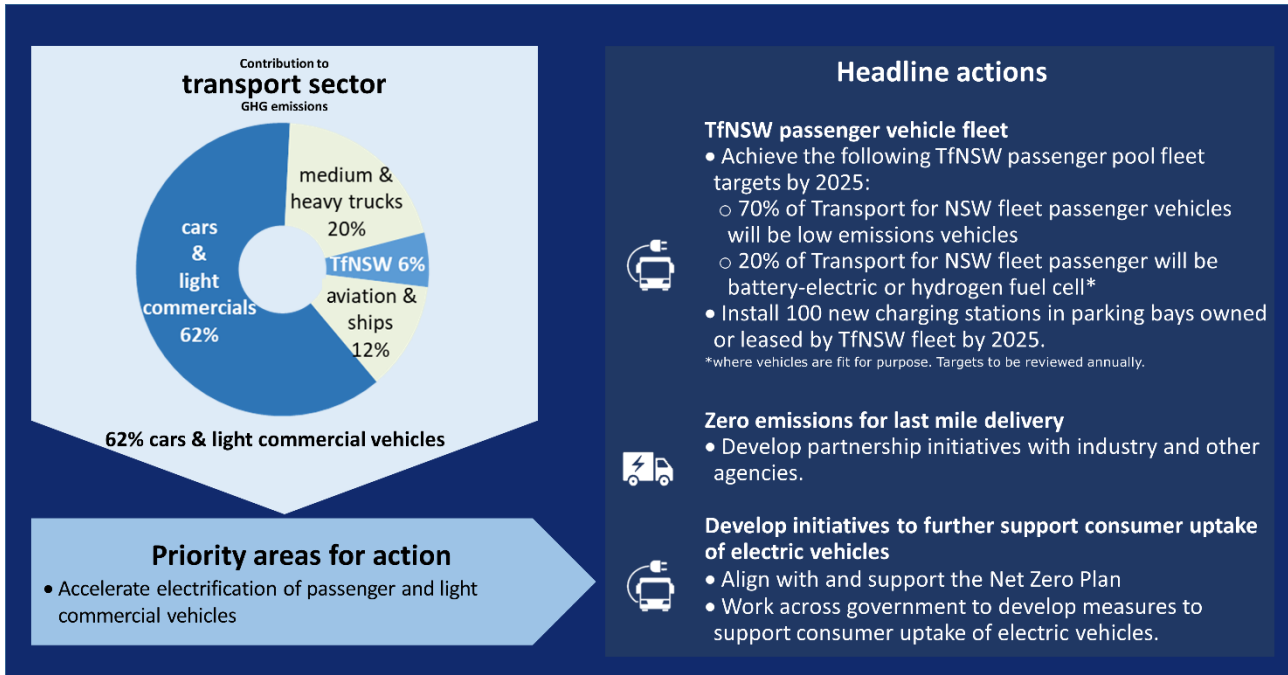 Contribution to
transport sector
GHG emissions
medium &
heavy trucks
20%
cars
&
light
commercials
62%
TfNSW 6%
aviation &
ships
12%
62% cars & light commercial vehicles
Priority areas for action
• Accelerate electrification of passenger and light
commercial vehicles
Headline actions
TfNSW passenger vehicle fleet
• Achieve the following TfNSW passenger pool fleet
targets by 2025:
o 70% of Transport for NSW fleet passenger vehicles
will be low emissions vehicles
o 20% of Transport for NSW fleet passenger will be
battery-electric or hydrogen fuel cell*
• Install 100 new charging stations in parking bays owned
or leased by TfNSW fleet by 2025.
*where vehicles are fit for purpose. Targets to be reviewed annually.
Zero emissions for last mile delivery
• Develop partnership initiatives with industry and other
agencies.
Develop initiatives to further support consumer uptake
of electric vehicles
• Align with and support the Net Zero Plan
• Work across government to develop measures to
support consumer uptake of electric vehicles.